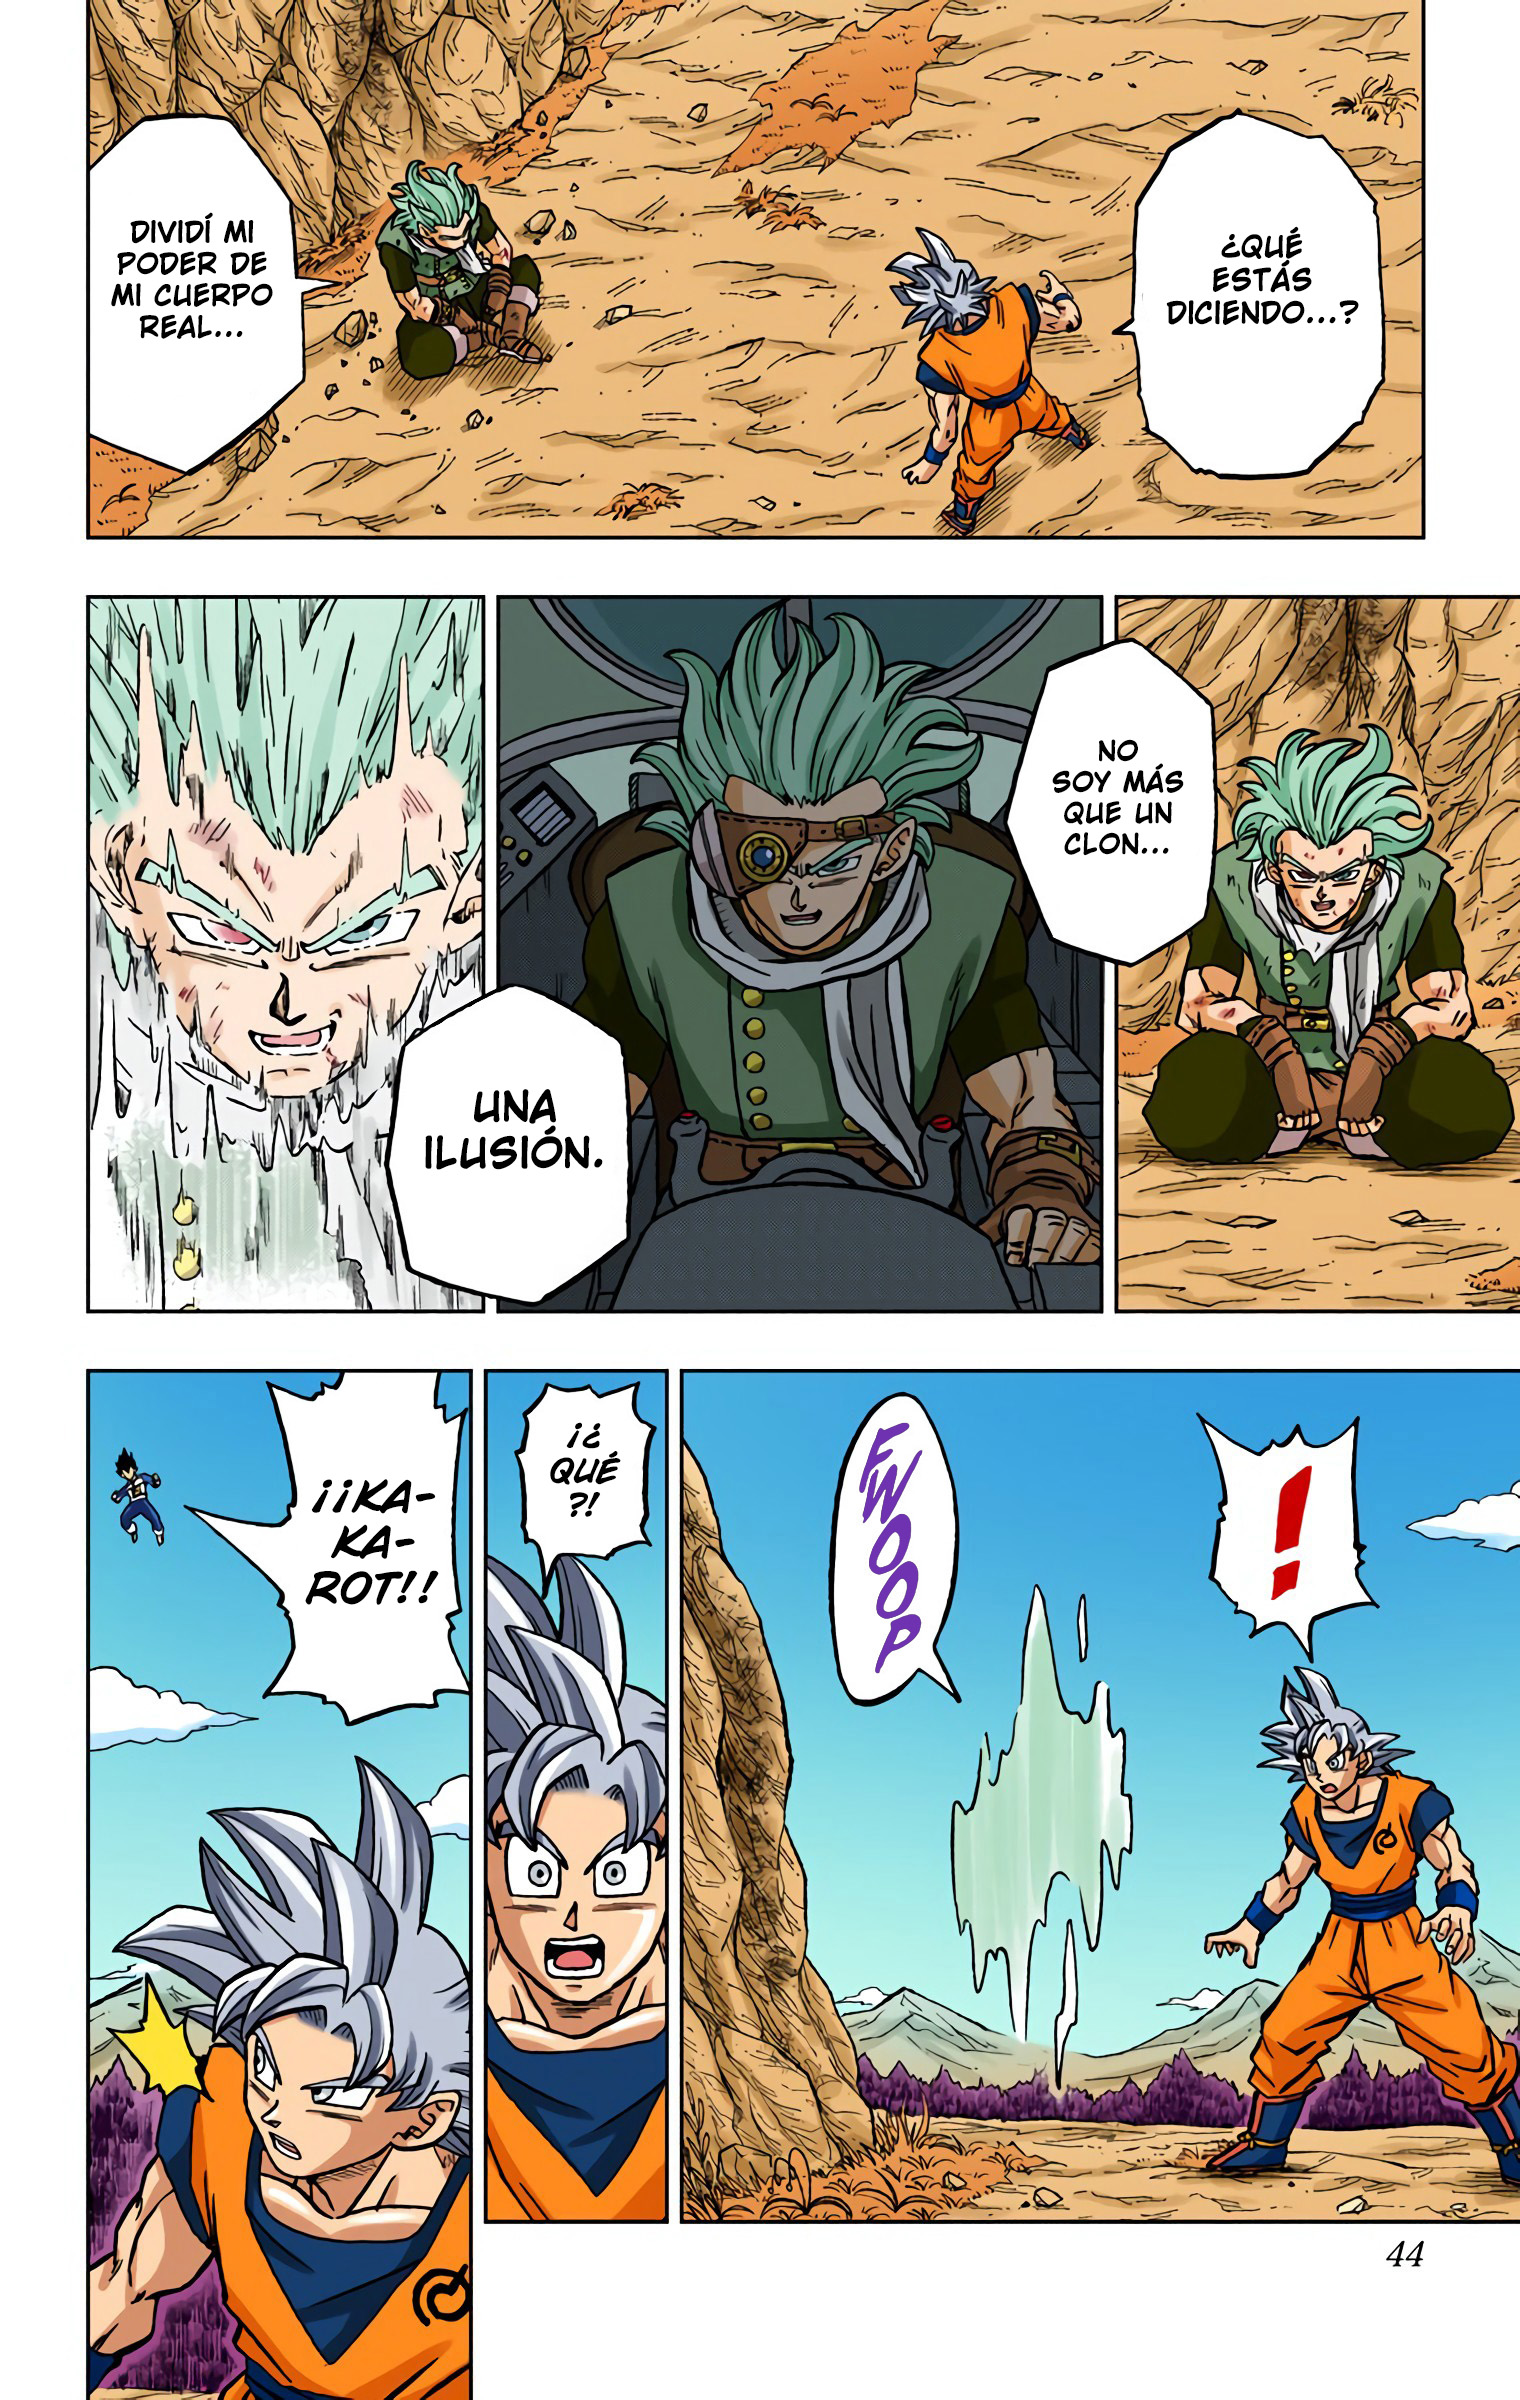 ¿QUÉ
ESTÁS
DICIENDO...?
DIVIDÍ MI
PODER DE
MI CUERPO
REAL...
NO
SOY MÁS
QUE UN
CLON...
UNA
ILUSIÓN.
!
FWOOP
¡¿
QUÉ
?!
¡¡KA-
KA-
ROT!!
44